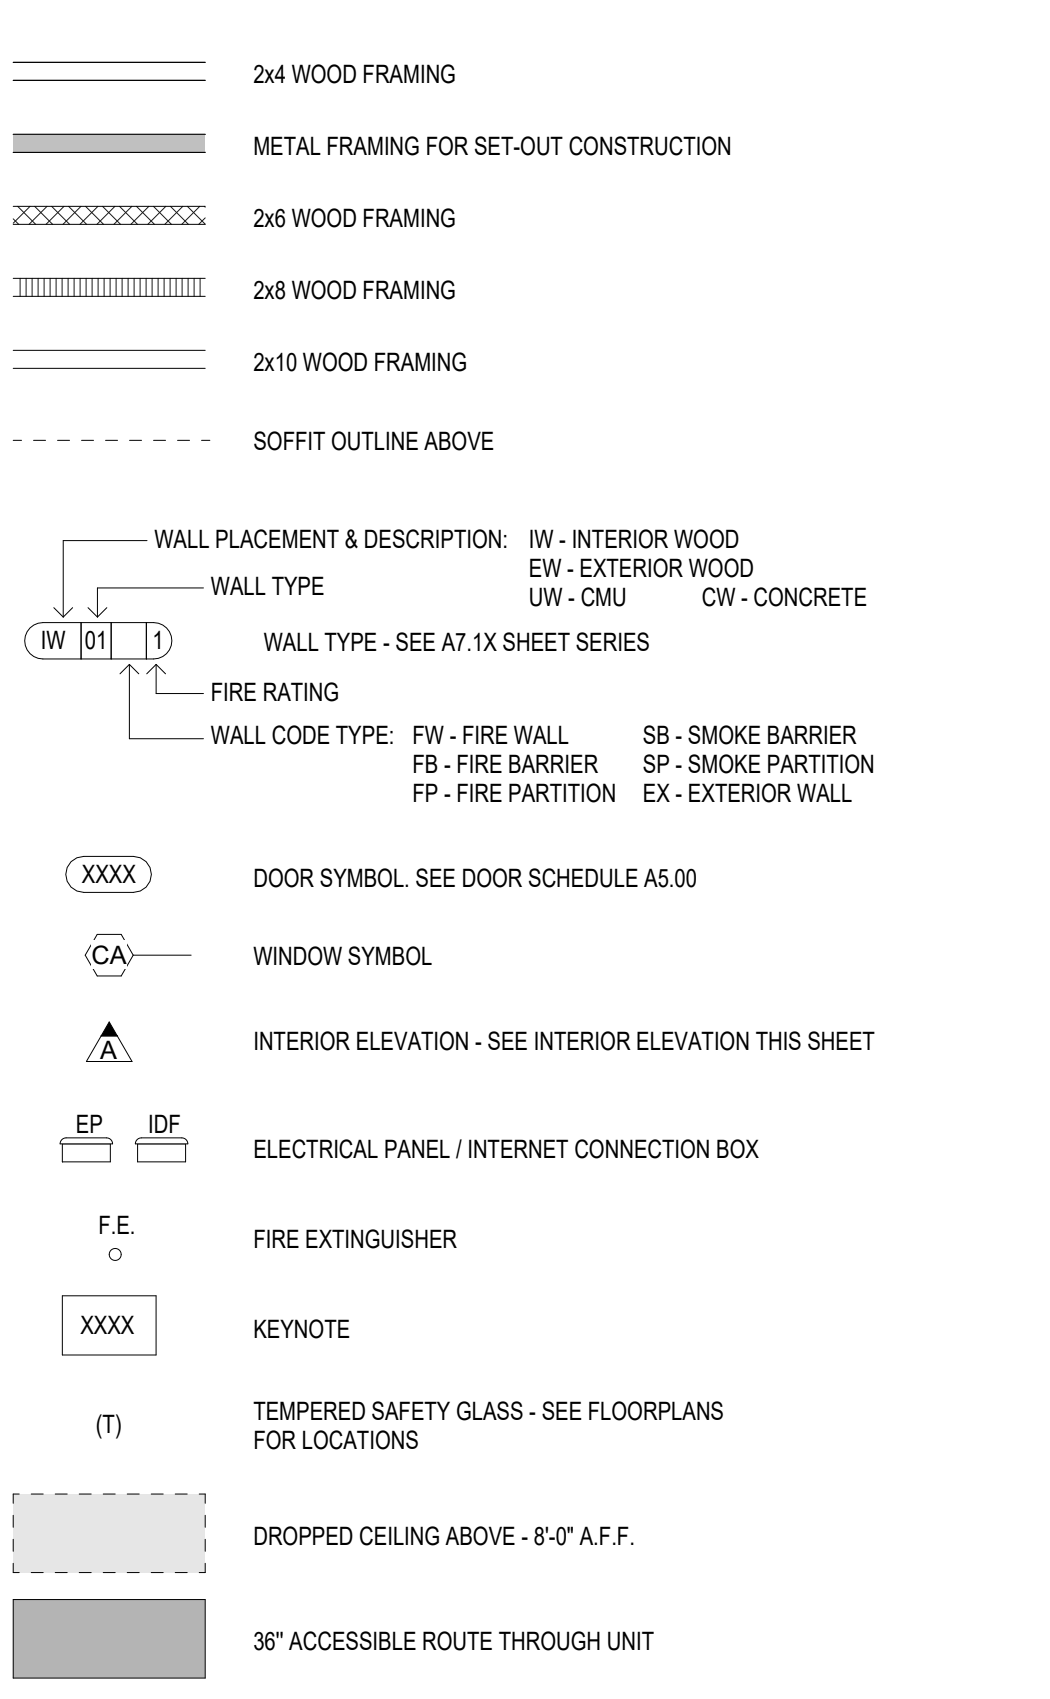 2x4 WOOD FRAMING
METAL FRAMING FOR SET-OUT CONSTRUCTION
2x6 WOOD FRAMING
2x8 WOOD FRAMING
2x10 WOOD FRAMING
SOFFIT OUTLINE ABOVE
WALL PLACEMENT & DESCRIPTION: IW - INTERIOR WOOD
EW - EXTERIOR WOOD
WALL TYPE
UW - CMU CW - CONCRETE
IW 01 1 WALL TYPE - SEE A7.1X SHEET SERIES
FIRE RATING
WALL CODE TYPE: FW - FIRE WALL SB - SMOKE BARRIER
FB - FIRE BARRIER SP - SMOKE PARTITION
FP - FIRE PARTITION EX - EXTERIOR WALL
XXXX DOOR SYMBOL. SEE DOOR SCHEDULE A5.00
CA WINDOW SYMBOL
A INTERIOR ELEVATION - SEE INTERIOR ELEVATION THIS SHEET
EP IDF
ELECTRICAL PANEL / INTERNET CONNECTION BOX
F.E.
FIRE EXTINGUISHER
XXXX KEYNOTE
(T) TEMPERED SAFETY GLASS - SEE FLOORPLANS
FOR LOCATIONS
DROPPED CEILING ABOVE - 8'-0" A.F.F.
36" ACCESSIBLE ROUTE THROUGH UNIT